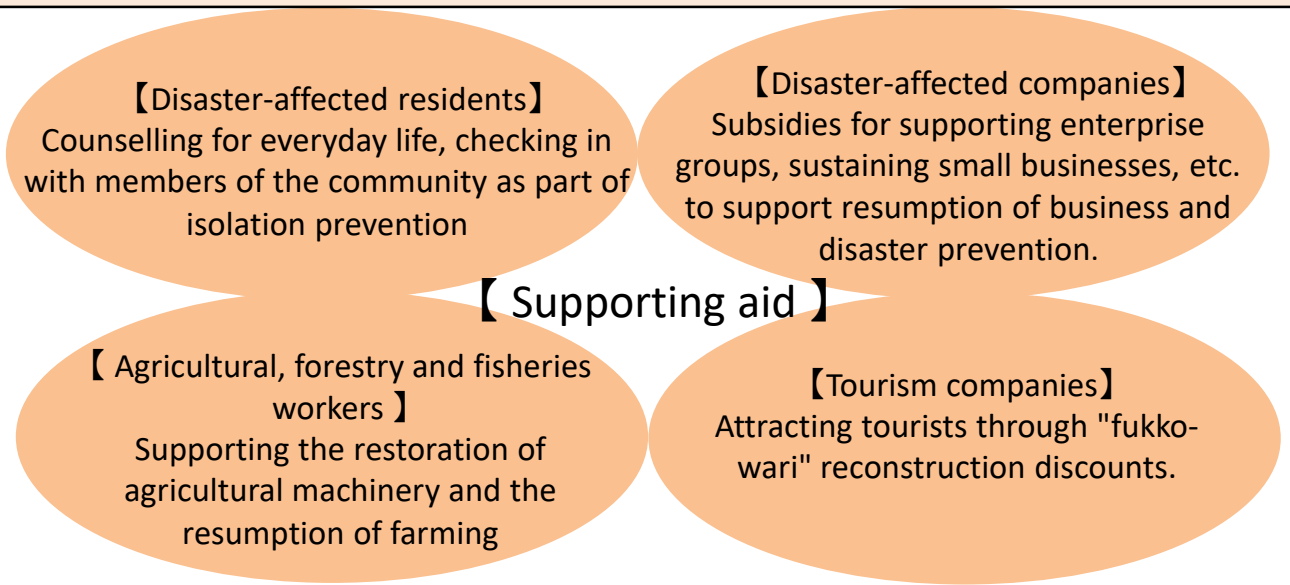 【Disaster-affected residents】
Counselling for everyday life, checking in
with members of the community as part of
isolation prevention
【Disaster-affected companies】
Subsidies for supporting enterprise
groups, sustaining small businesses, etc.
to support resumption of business and
disaster prevention.
【 Supporting aid 】
【 Agricultural, forestry and fisheries
workers 】
Supporting the restoration of
agricultural machinery and the
resumption of farming
【Tourism companies】
Attracting tourists through "fukko-
wari" reconstruction discounts.